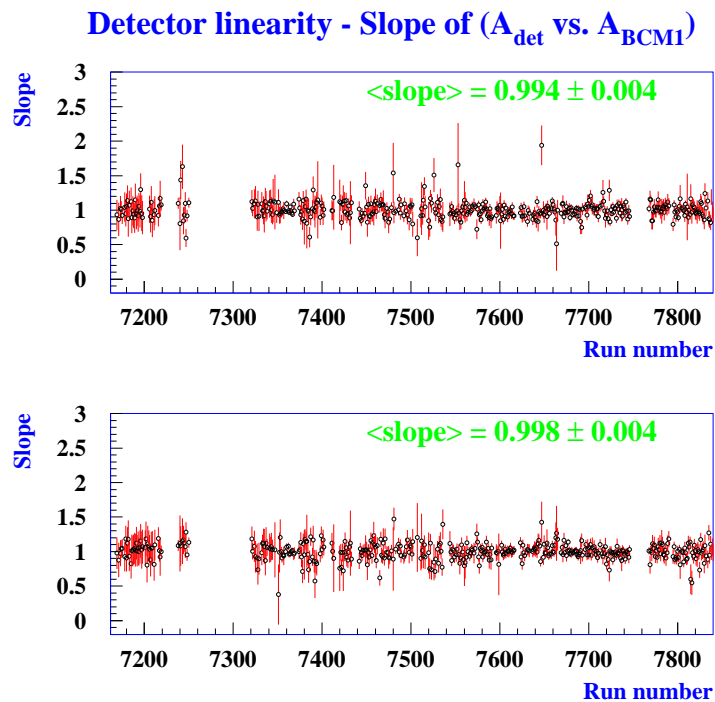 Detector linearity - Slope of (A_det vs. A_BCM1)
Slope
<slope> = 0.994 ± 0.004
3
2.5
2
1.5
1
0.5
0
7200 7300 7400 7500 7600 7700 7800
Run number
Slope
<slope> = 0.998 ± 0.004
3
2.5
2
1.5
1
0.5
0
7200 7300 7400 7500 7600 7700 7800
Run number